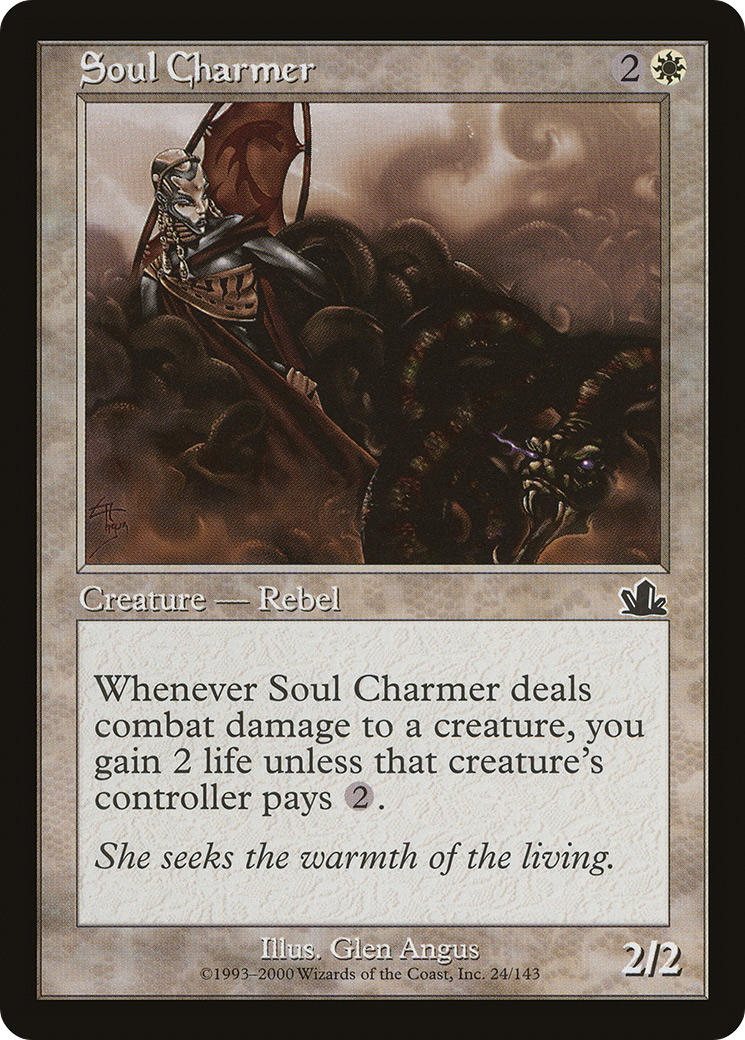 Soul Charmer 2
Creature — Rebel
Whenever Soul Charmer deals
combat damage to a creature, you
gain 2 life unless that creature's
controller pays 2.
She seeks the warmth of the living.
Illus. Glen Angus
2/2
©1993–2000 Wizards of the Coast, Inc. 24/143